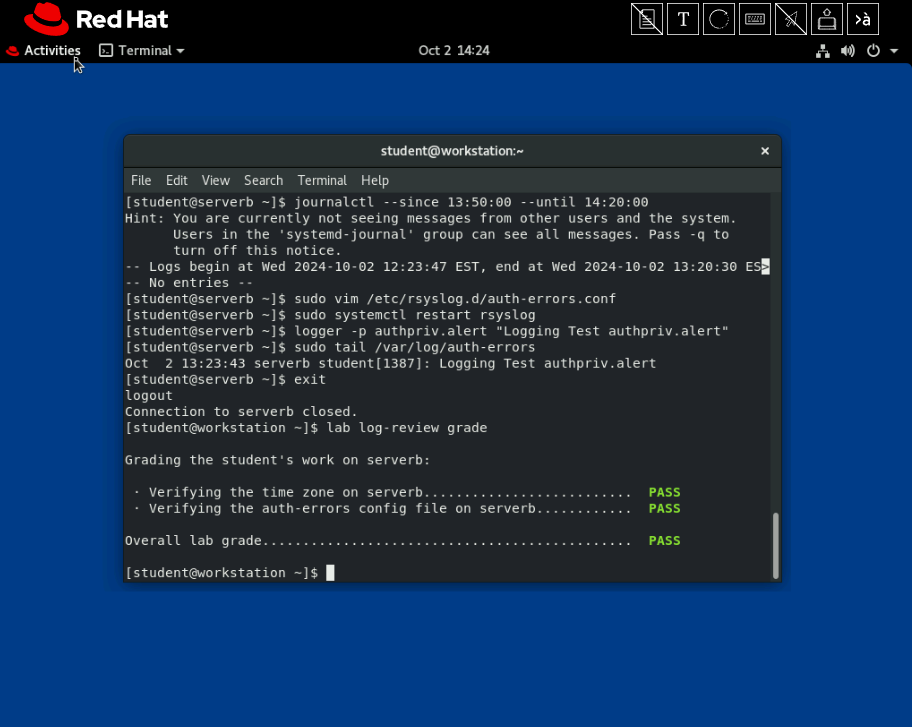 Red Hat
T
>à
Activities
Terminal
Oct 2 14:24
student@workstation:~
×
File Edit View Search Terminal Help
[student@serverb ~]$ journalctl --since 13:50:00 --until 14:20:00
Hint: You are currently not seeing messages from other users and the system.
      Users in the 'systemd-journal' group can see all messages. Pass -q to
      turn off this notice.
-- Logs begin at Wed 2024-10-02 12:23:47 EST, end at Wed 2024-10-02 13:20:30 ES>
-- No entries --
[student@serverb ~]$ sudo vim /etc/rsyslog.d/auth-errors.conf
[student@serverb ~]$ sudo systemctl restart rsyslog
[student@serverb ~]$ logger -p authpriv.alert "Logging Test authpriv.alert"
[student@serverb ~]$ sudo tail /var/log/auth-errors
Oct  2 13:23:43 serverb student[1387]: Logging Test authpriv.alert
[student@serverb ~]$ exit
logout
Connection to serverb closed.
[student@workstation ~]$ lab log-review grade
Grading the student's work on serverb:
 · Verifying the time zone on serverb..........................  PASS
 · Verifying the auth-errors config file on serverb............  PASS
Overall lab grade..............................................  PASS
[student@workstation ~]$